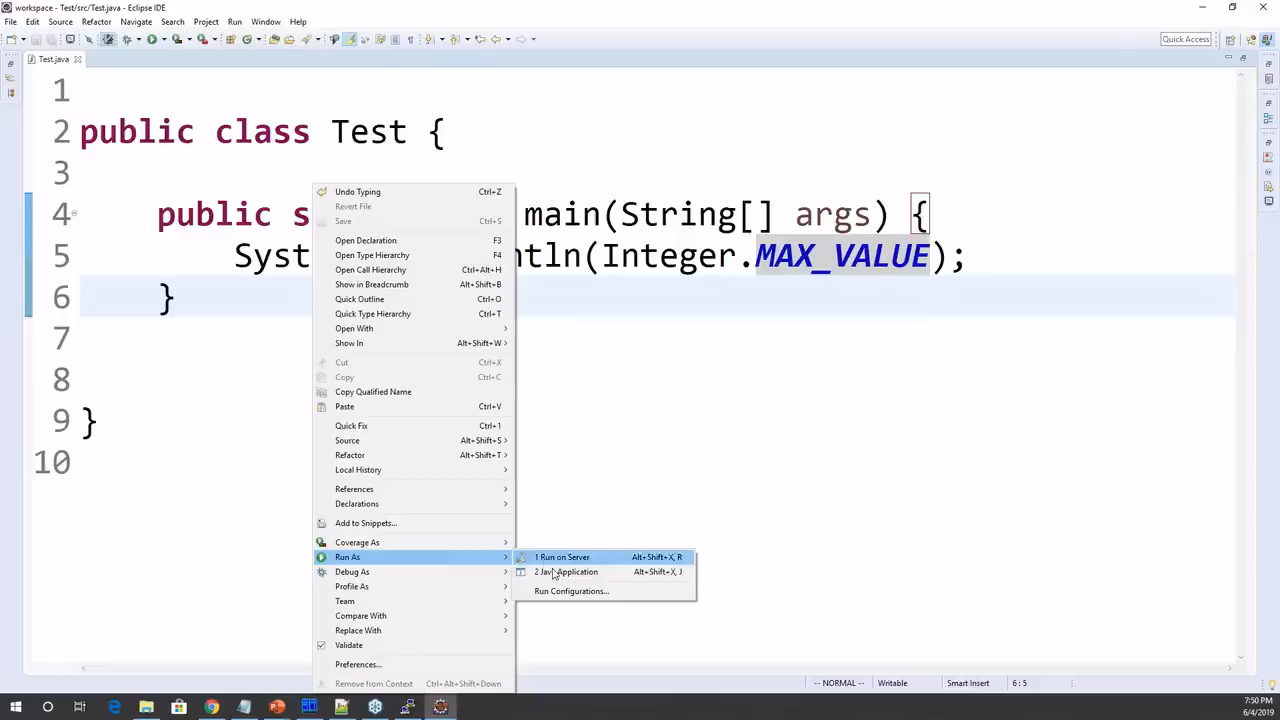 workspace - Test/src/Test.java - Eclipse IDE
File Edit Source Refactor Navigate Search Project Run Window Help
Quick Access
Test.java
1
2 public class Test {
3
4 public s main(String[] args) {
5 Syst ntln(Integer.MAX_VALUE);
6 }
7
8
9 }
10
Undo Typing Ctrl+Z
Revert File
Save Ctrl+S
Open Declaration F3
Open Type Hierarchy F4
Open Call Hierarchy Ctrl+Alt+H
Show in Breadcrumb Alt+Shift+B
Quick Outline Ctrl+O
Quick Type Hierarchy Ctrl+T
Open With
Show In Alt+Shift+W
Cut Ctrl+X
Copy Ctrl+C
Copy Qualified Name
Paste Ctrl+V
Quick Fix Ctrl+1
Source Alt+Shift+S
Refactor Alt+Shift+T
Local History
References
Declarations
Add to Snippets...
Coverage As
Run As
Debug As
Profile As
Team
Compare With
Replace With
Validate
Preferences...
Remove from Context Ctrl+Alt+Shift+Down
1 Run on Server Alt+Shift+X, R
2 Java Application Alt+Shift+X, J
Run Configurations...
-- NORMAL -- Writable Smart Insert 6 : 5
7:50 PM
6/4/2019